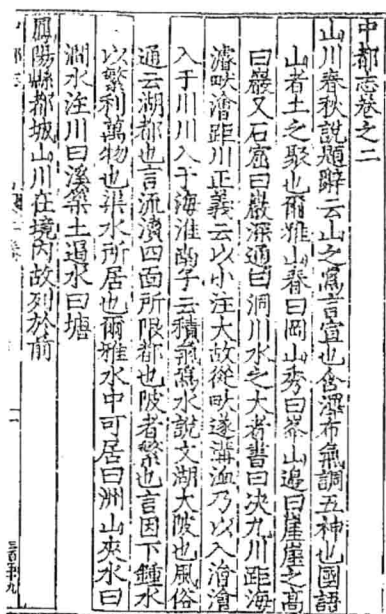 中都志卷之二
山川春秋說題辭云山之爲言宣也含澤布氣調五神也國語
山者土之聚也爾雅山脊曰岡山秀曰峯山邊曰崖崖之高
曰巖又石窟曰巖深通曰洞川水之大者書曰决九川距海
濬畎澮距川正義云以小注大故從畎遂溝洫乃以入澮澮
入于川川入于海淮南子云積氣爲水說文湖大陂也風俗
通云湖都也言流瀆四面所隈都也陂者繁也言因下鍾水
以繁利萬物也渠水所居也爾雅水中可居曰洲山夾水曰
澗水注川曰溪築土遏水曰塘
鳳陽縣都城山川在境內故列於前